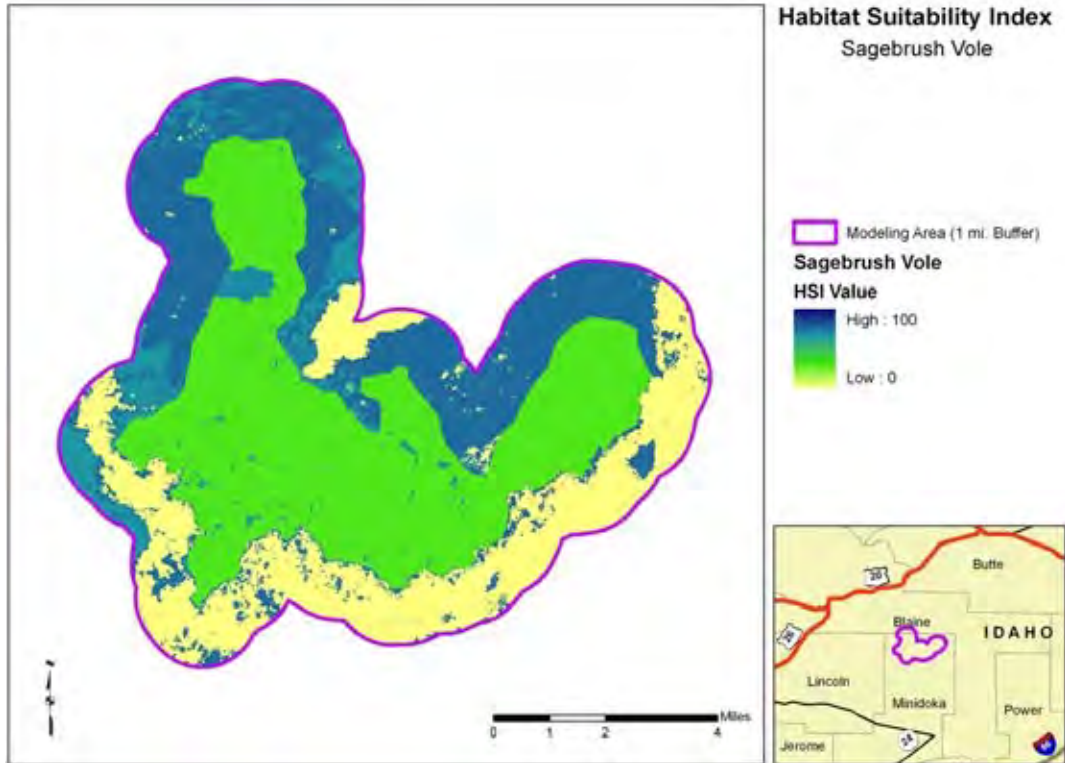 Habitat Suitability Index
Sagebrush Vole
Modeling Area (1 mi. Buffer)
Sagebrush Vole
HSI Value
High : 100
Low : 0
Miles
0 1 2 4
Butte
20
Blaine
26
IDAHO
Lincoln
Minidoka
Power
24
Jerome